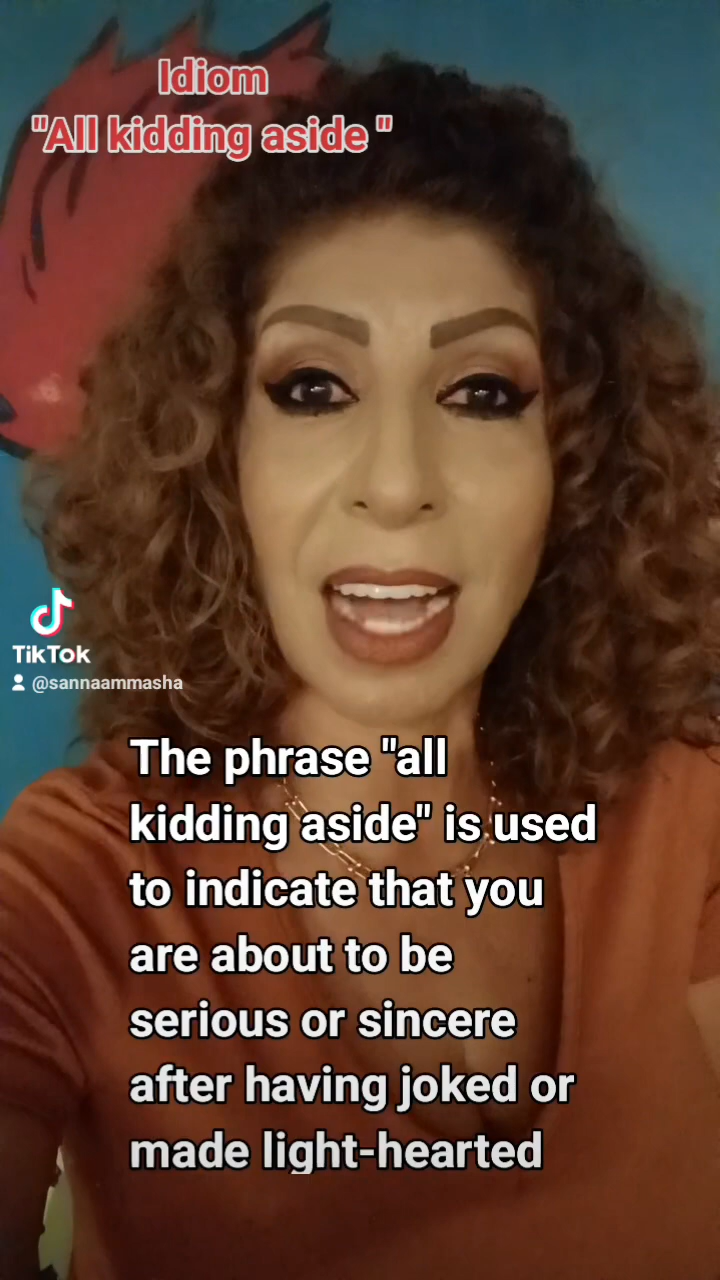 Idiom
"All kidding aside "
TikTok
@sannaammasha
The phrase "all
kidding aside" is used
to indicate that you
are about to be
serious or sincere
after having joked or
made light-hearted